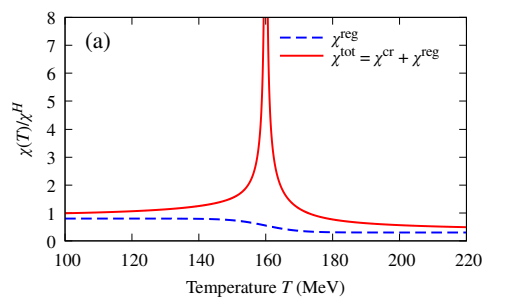 (a)
χ^reg
χ^tot = χ^cr + χ^reg
χ(T)/χ^H
8
7
6
5
4
3
2
1
0
100 120 140 160 180 200 220
Temperature T (MeV)